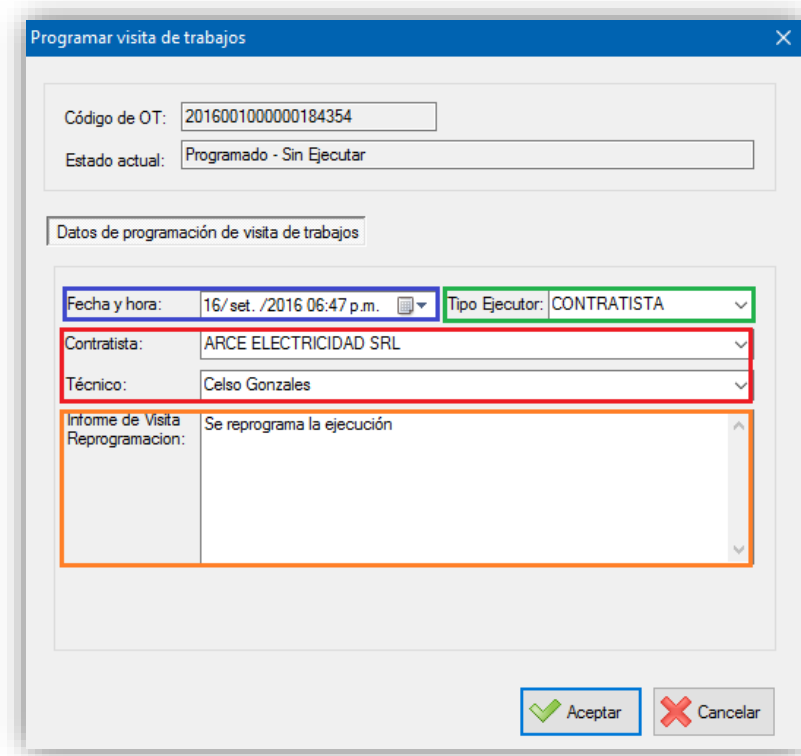 Programar visita de trabajos
Código de OT: 2016001000000184354
Estado actual: Programado - Sin Ejecutar
Datos de programación de visita de trabajos
Fecha y hora: 16/ set. /2016 06:47 p.m. Tipo Ejecutor: CONTRATISTA
Contratista: ARCE ELECTRICIDAD SRL
Técnico: Celso Gonzales
Informe de Visita
Reprogramacion:
Se reprograma la ejecución
Aceptar Cancelar